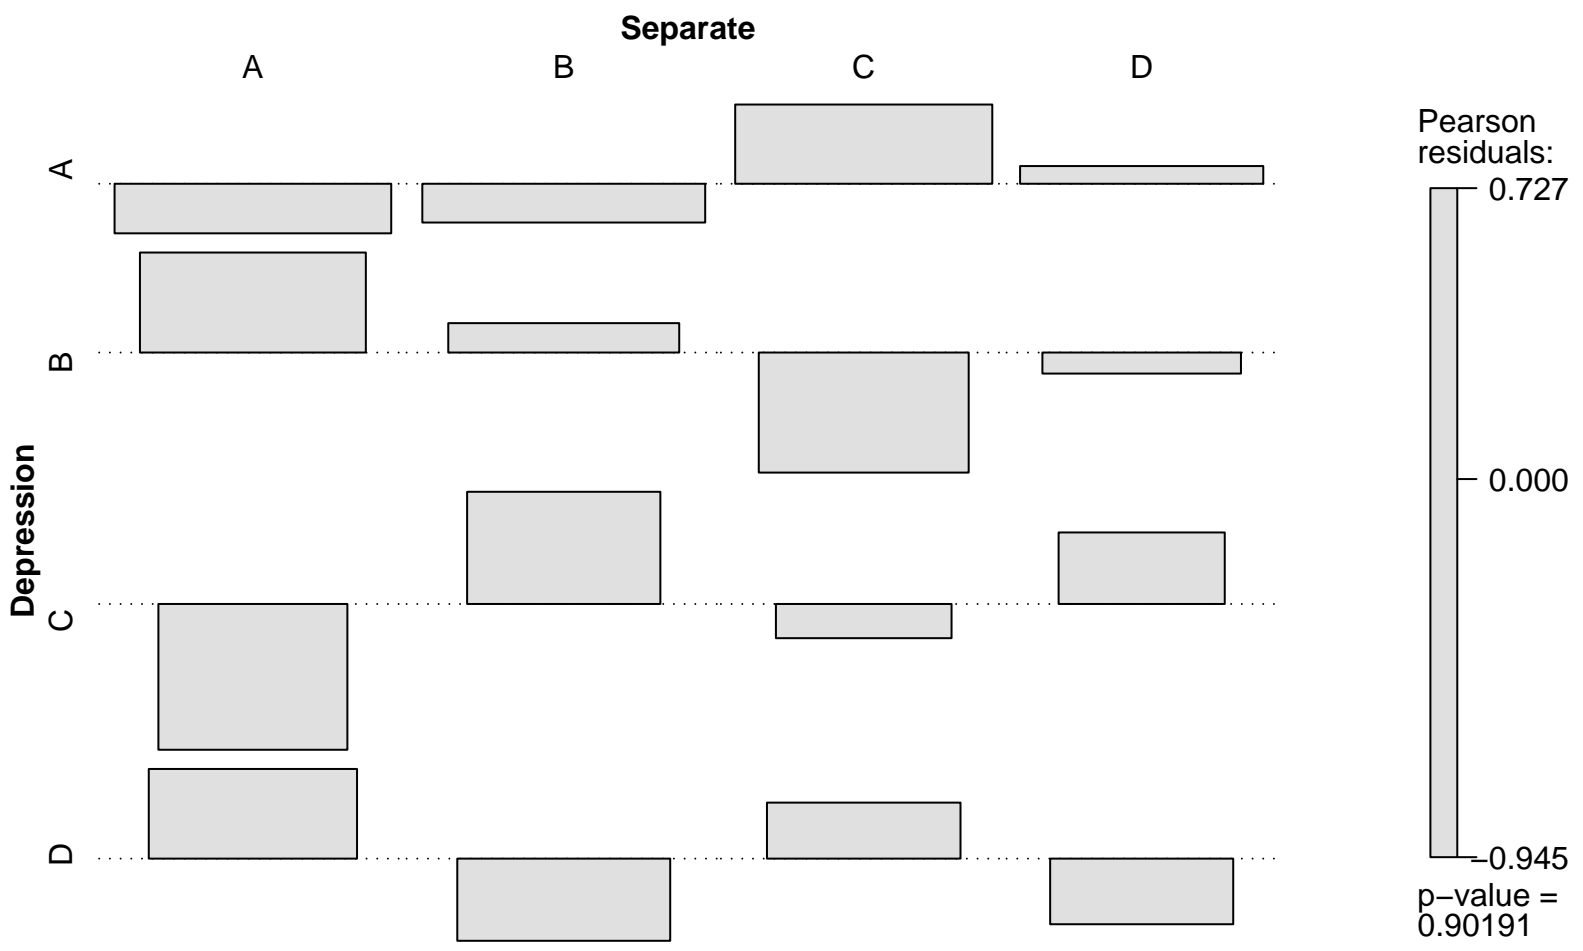 Separate
A B C D
Depression
A
B
C
D
Pearson
residuals:
0.727
0.000
−0.945
p−value =
0.90191